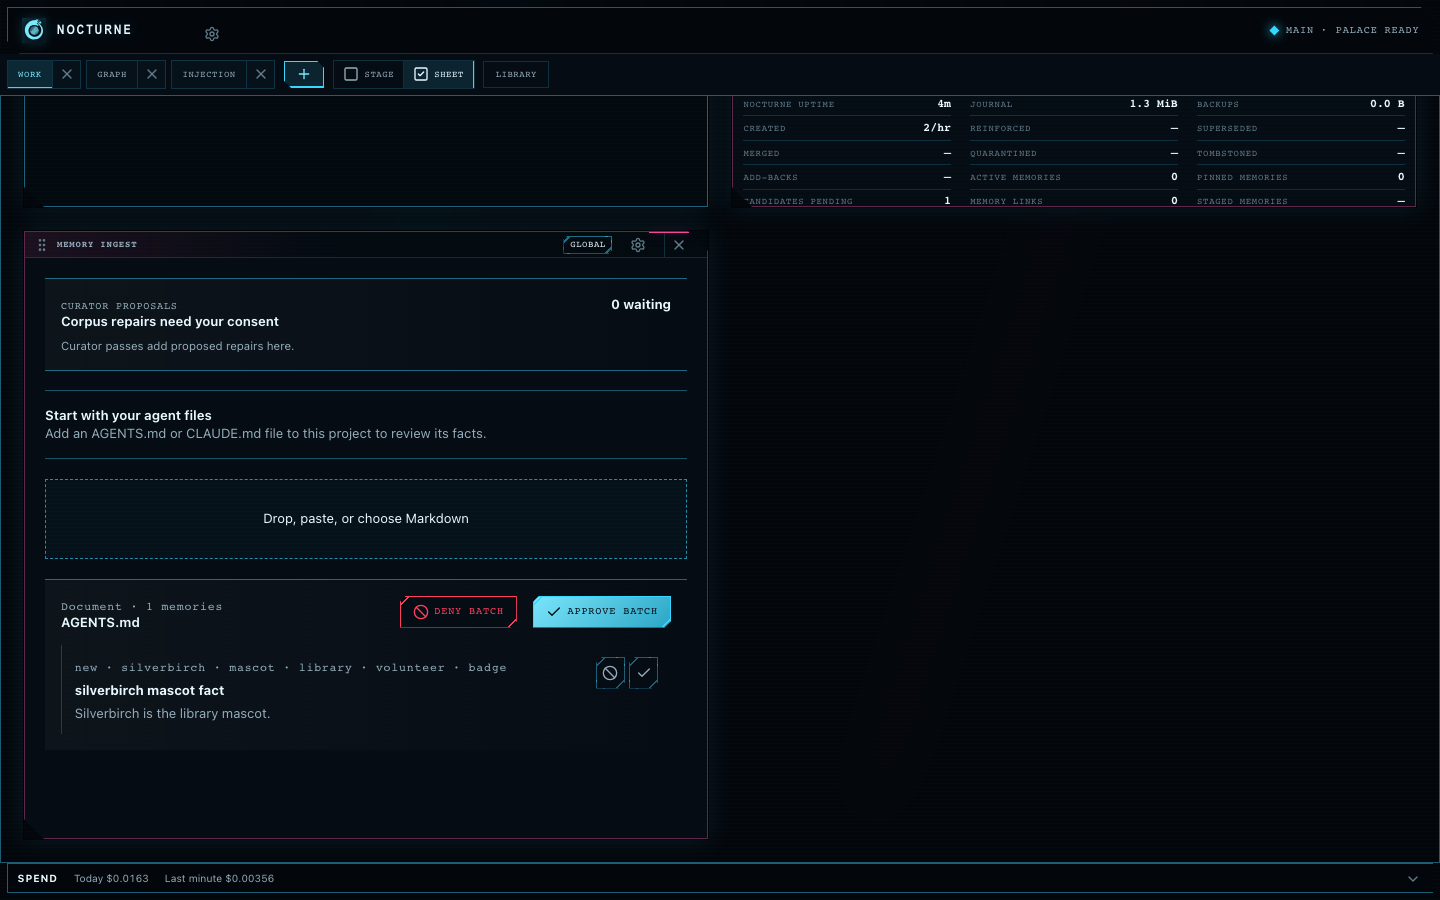 NOCTURNE
MAIN · PALACE READY
WORK
GRAPH
INJECTION
STAGE
SHEET
LIBRARY
NOCTURNE UPTIME 4m JOURNAL 1.3 MiB BACKUPS 0.0 B
CREATED 2/hr REINFORCED — SUPERSEDED —
MERGED — QUARANTINED — TOMBSTONED —
ADD-BACKS — ACTIVE MEMORIES 0 PINNED MEMORIES 0
CANDIDATES PENDING 1 MEMORY LINKS 0 STAGED MEMORIES —
MEMORY INGEST
GLOBAL
CURATOR PROPOSALS
0 waiting
Corpus repairs need your consent
Curator passes add proposed repairs here.
Start with your agent files
Add an AGENTS.md or CLAUDE.md file to this project to review its facts.
Drop, paste, or choose Markdown
Document · 1 memories
AGENTS.md
DENY BATCH
APPROVE BATCH
new · silverbirch · mascot · library · volunteer · badge
silverbirch mascot fact
Silverbirch is the library mascot.
SPEND Today $0.0163 Last minute $0.00356